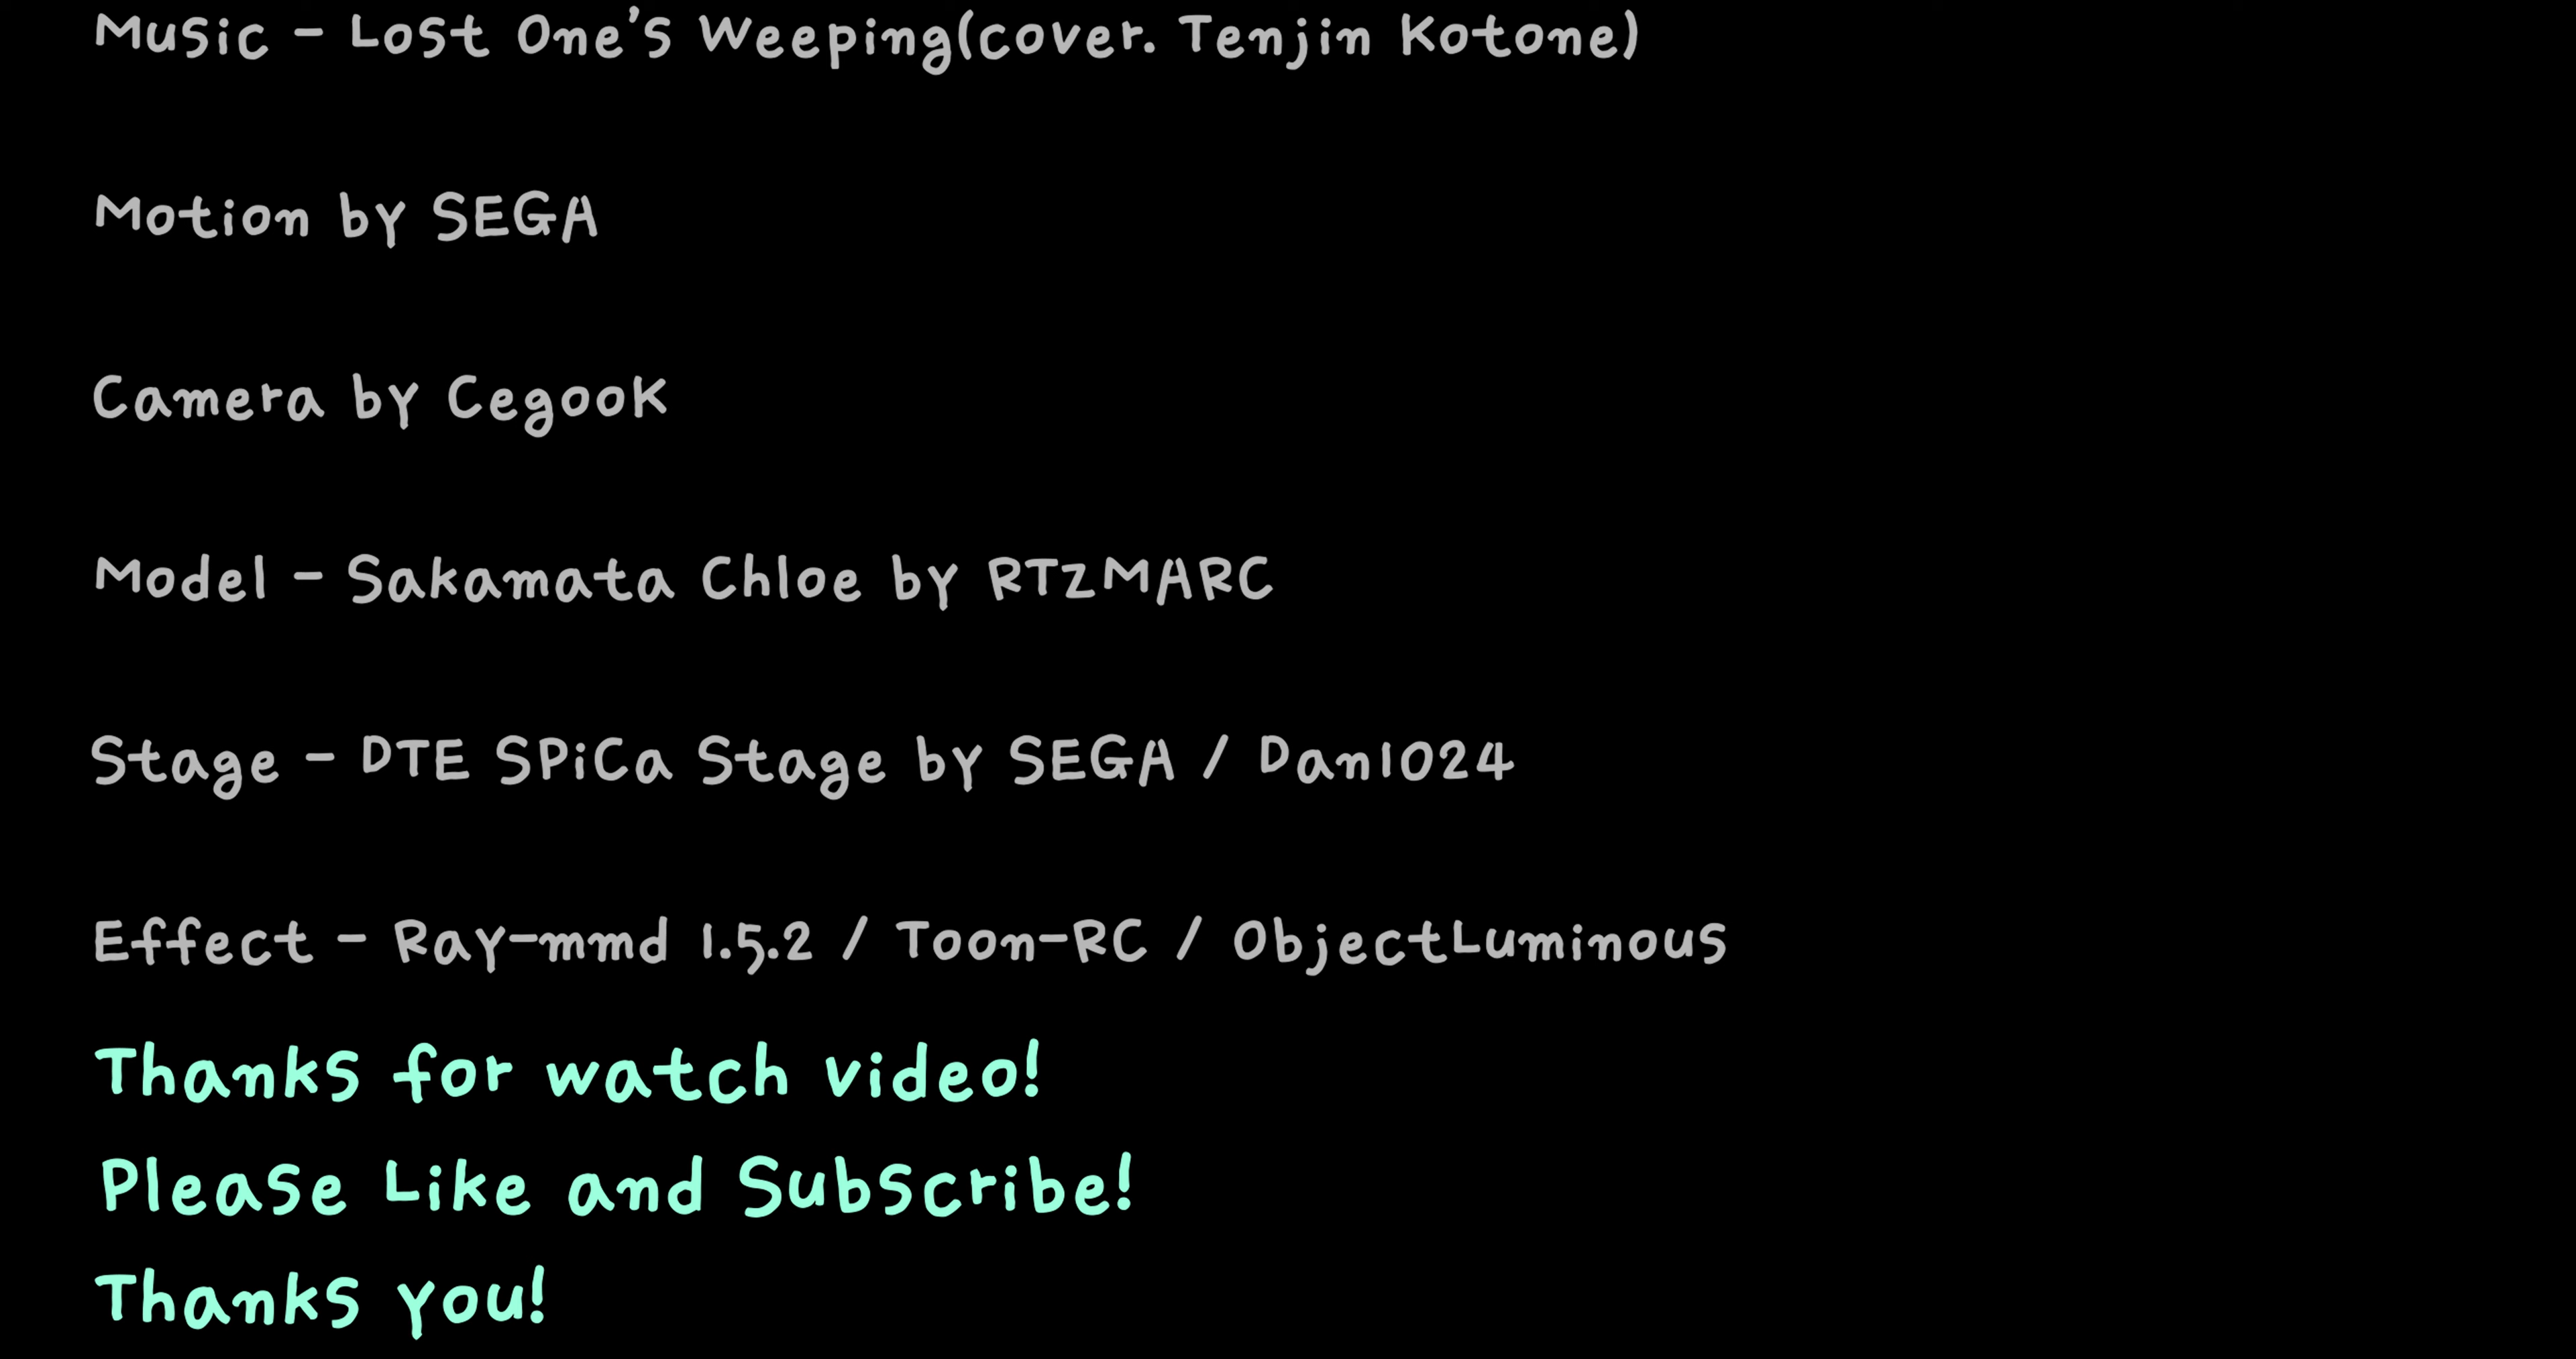 Music - Lost One's Weeping(cover. Tenjin Kotone)
Motion by SEGA
Camera by Cegook
Model - Sakamata Chloe by RTZMARC
Stage - DTE SPiCa Stage by SEGA / Dan1024
Effect - Ray-mmd 1.5.2 / Toon-RC / ObjectLuminous
Thanks for watch video!
Please Like and Subscribe!
Thanks you!